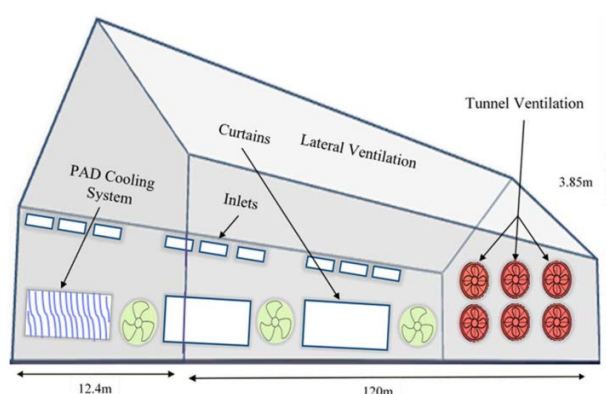 Tunnel Ventilation
Curtains
Lateral Ventilation
3.85m
PAD Cooling
System
Inlets
12.4m
120m